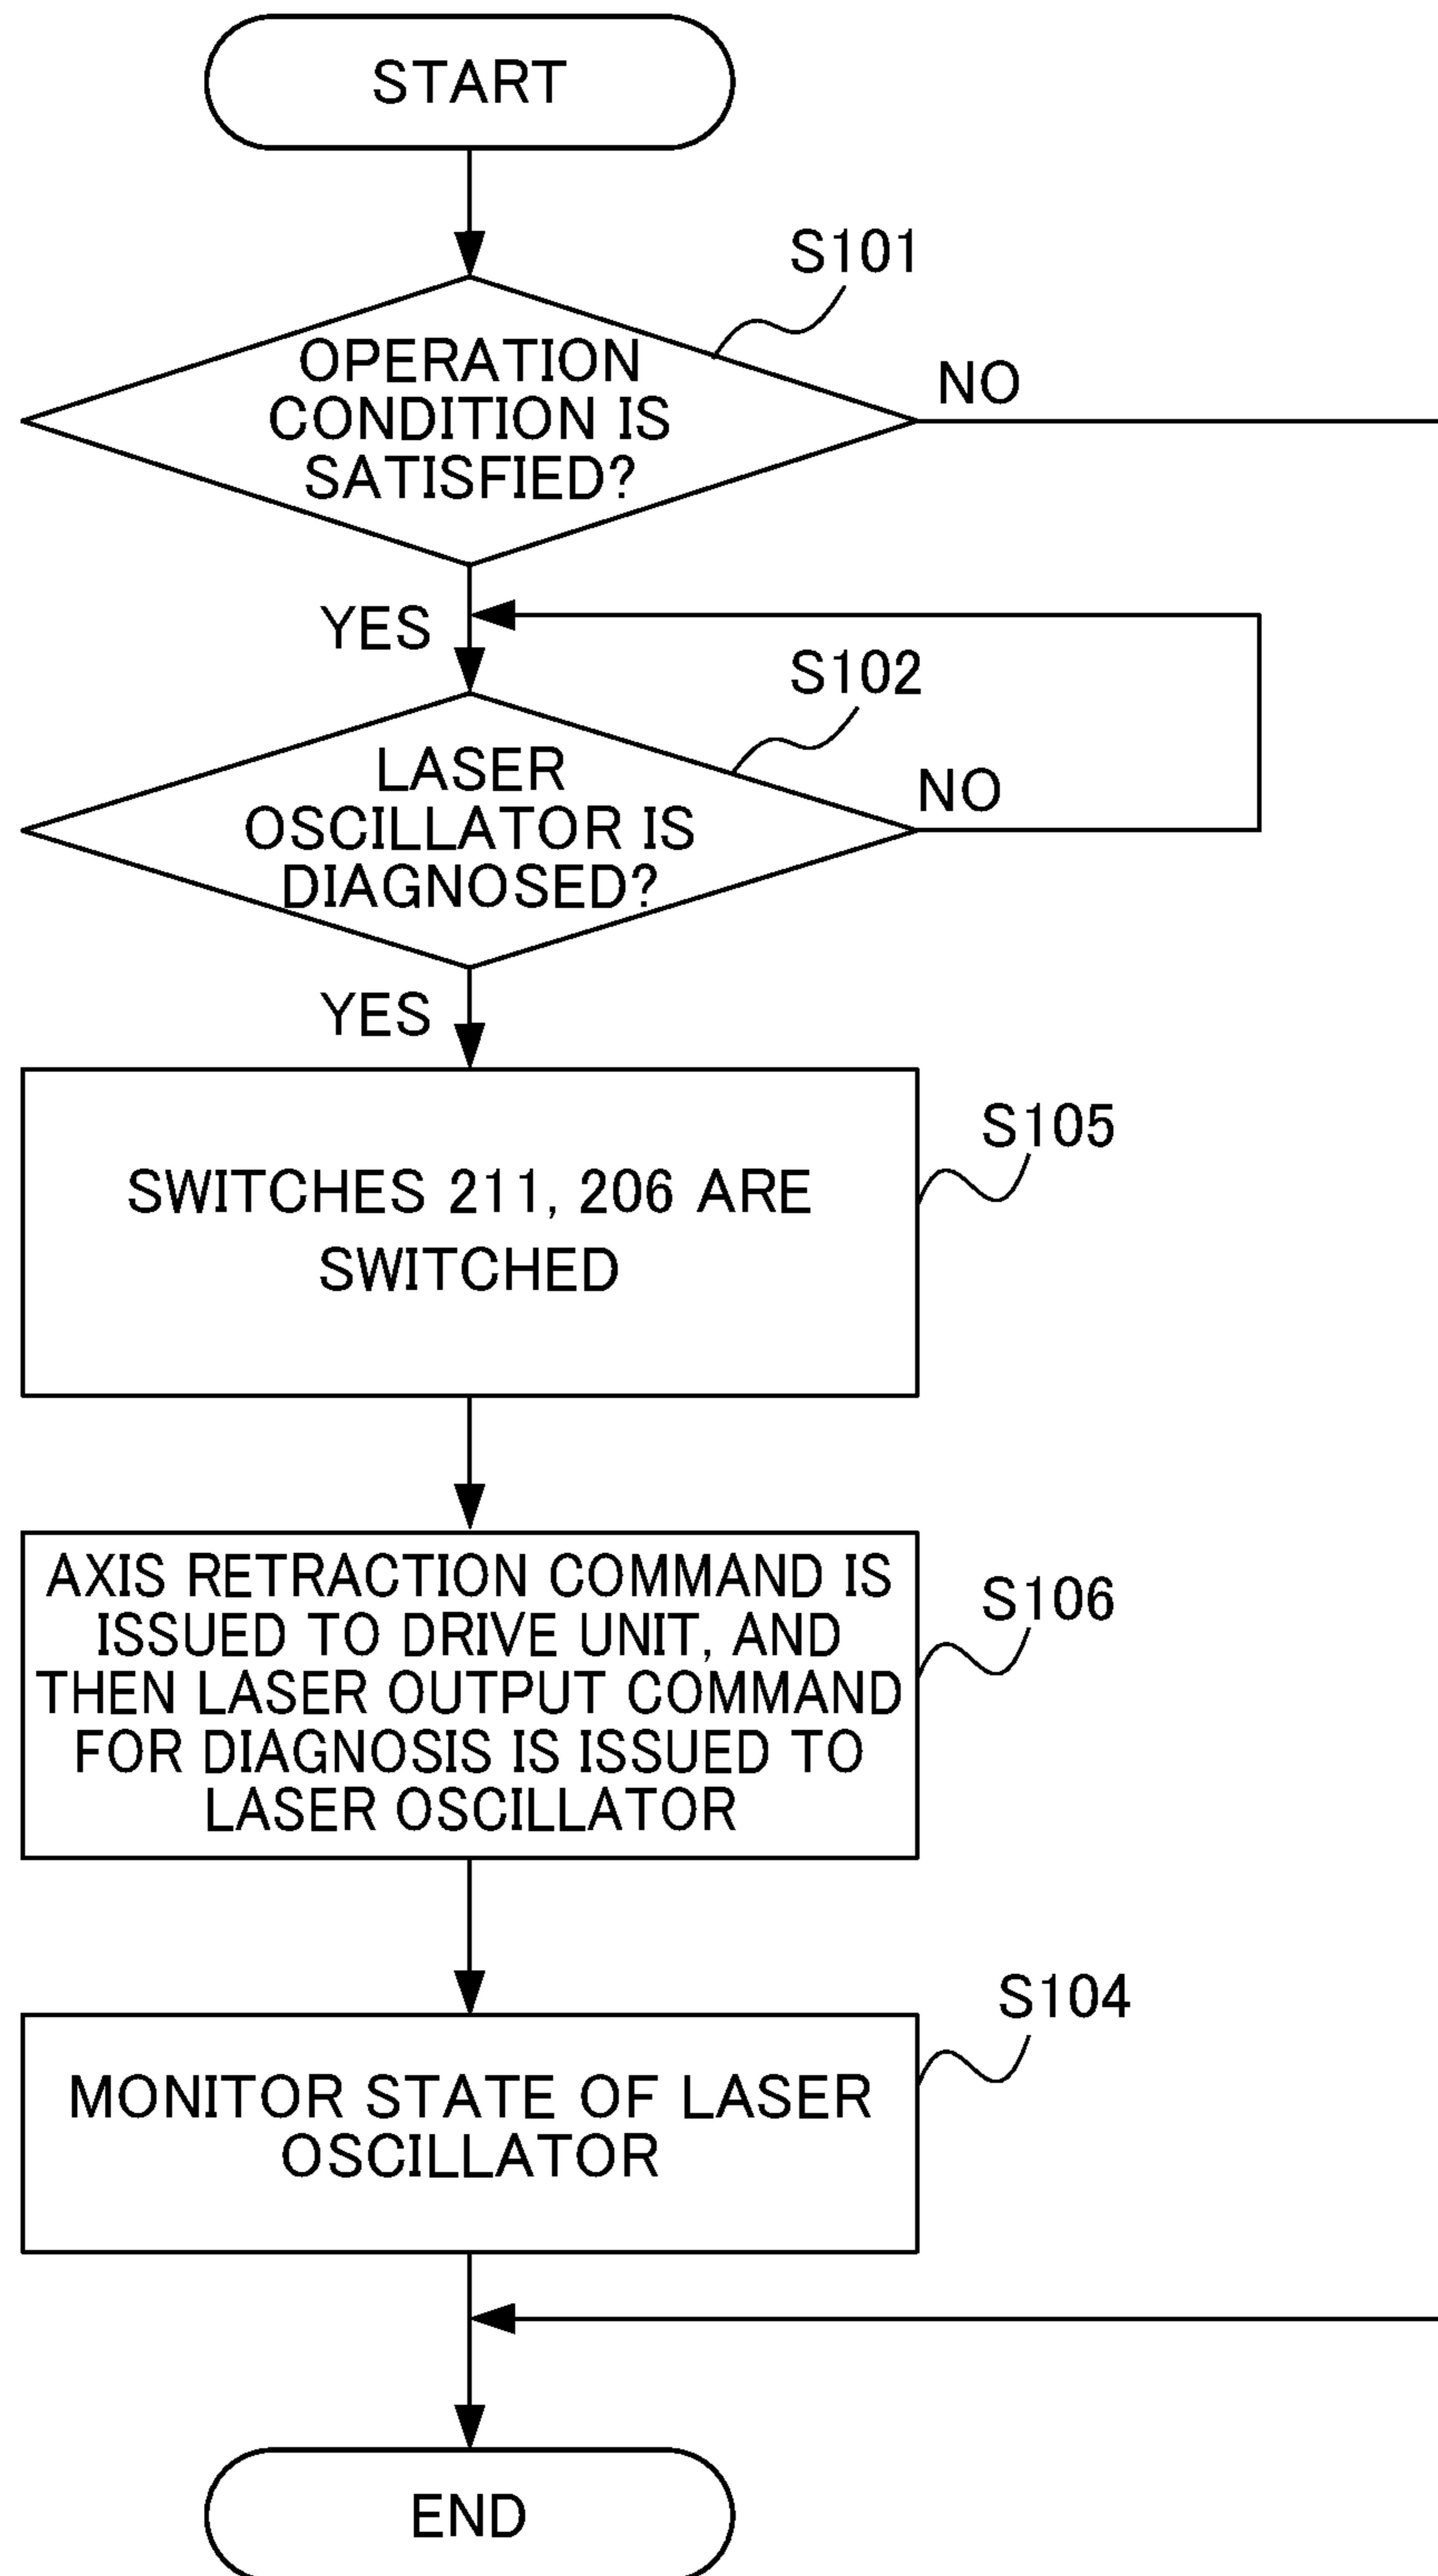 START
S101
OPERATION
CONDITION IS
SATISFIED?
NO
YES
S102
LASER
OSCILLATOR IS
DIAGNOSED?
NO
YES
S105
SWITCHES 211, 206 ARE
SWITCHED
S106
AXIS RETRACTION COMMAND IS
ISSUED TO DRIVE UNIT, AND
THEN LASER OUTPUT COMMAND
FOR DIAGNOSIS IS ISSUED TO
LASER OSCILLATOR
S104
MONITOR STATE OF LASER
OSCILLATOR
END